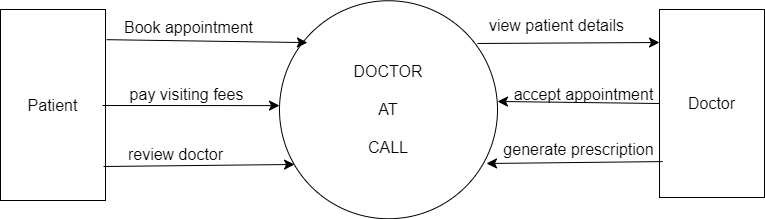 Book appointment
view patient details
DOCTOR
Patient
pay visiting fees
AT
accept appointment
Doctor
review doctor
CALL
generate prescription